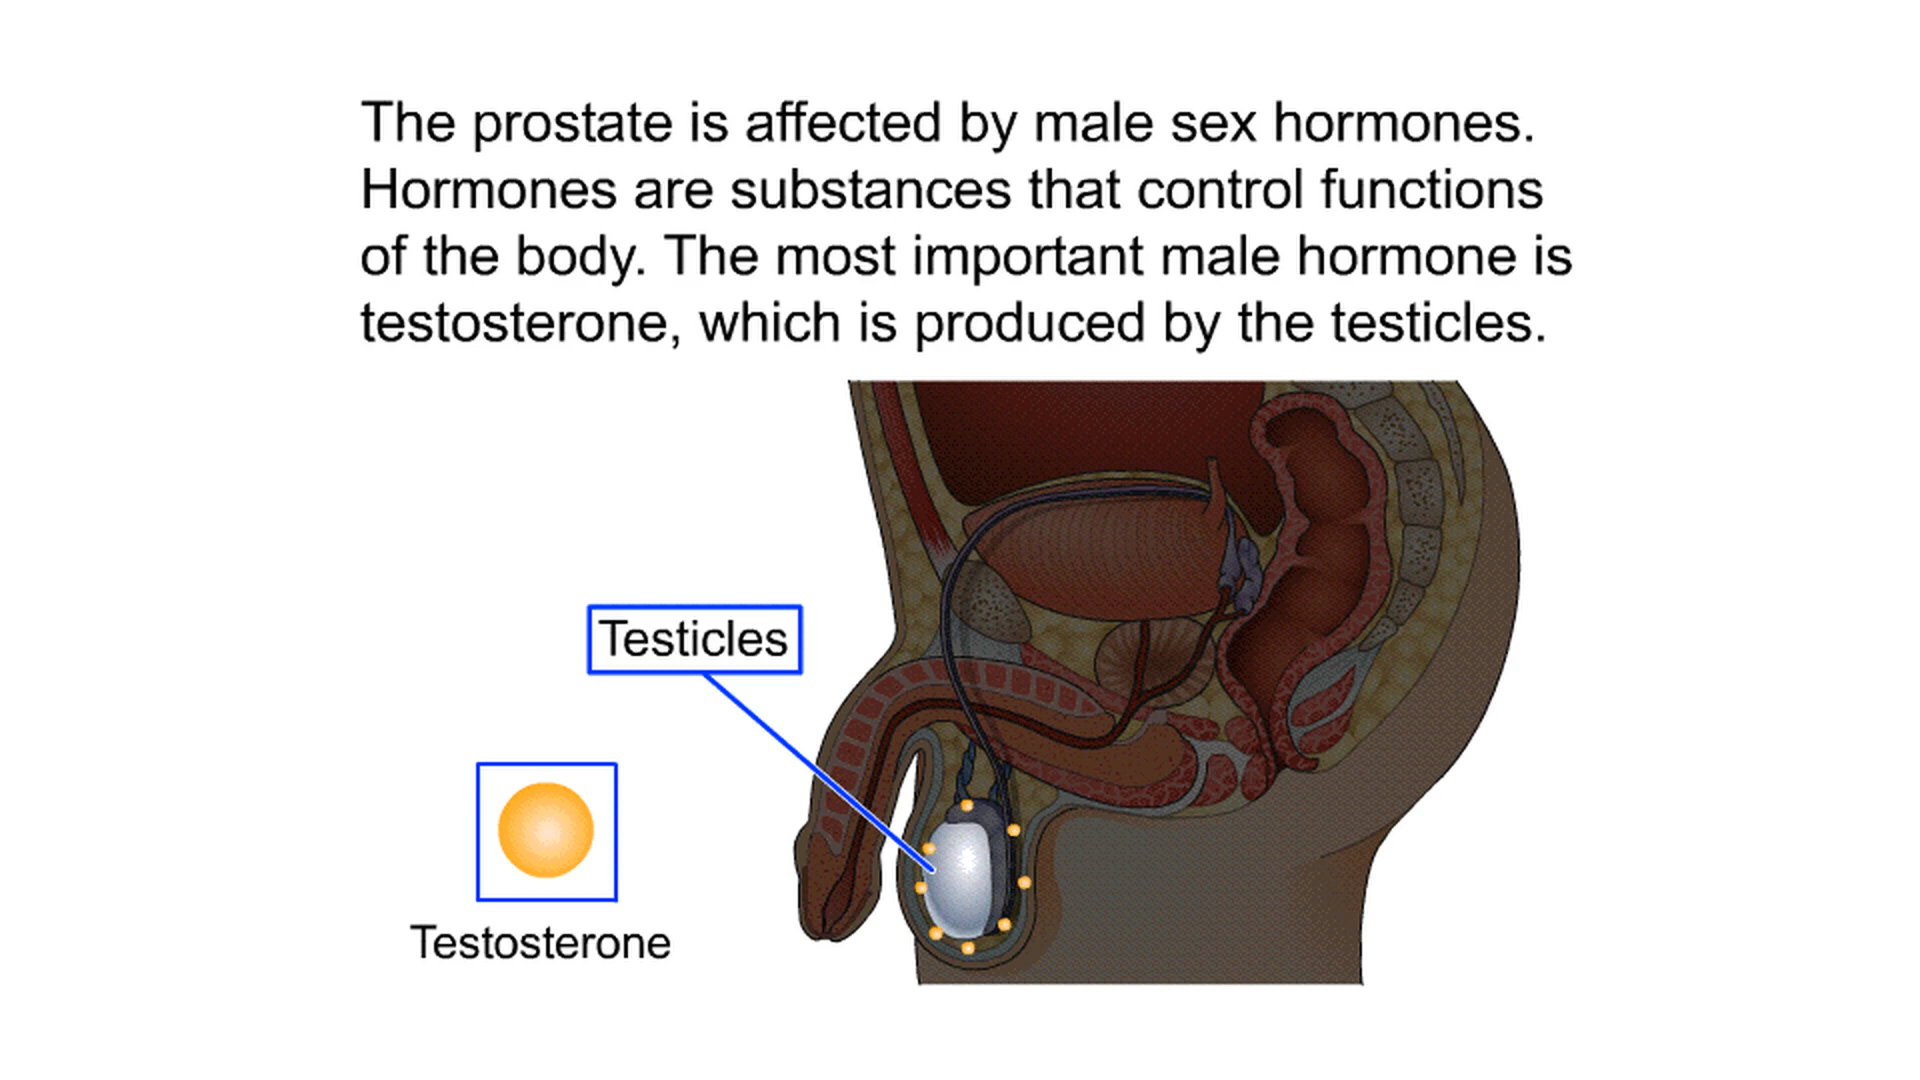 The prostate is affected by male sex hormones.
Hormones are substances that control functions
of the body. The most important male hormone is
testosterone, which is produced by the testicles.
Testicles
Testosterone